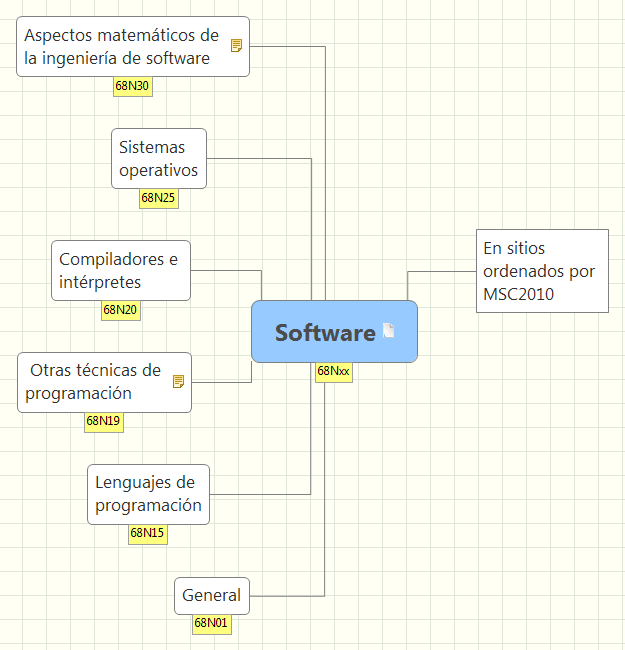 Aspectos matemáticos de
la ingeniería de software
68N30
Sistemas
operativos
68N25
Compiladores e
intérpretes
68N20
En sitios
ordenados por
MSC2010
Software
68Nxx
Otras técnicas de
programación
68N19
Lenguajes de
programación
68N15
General
68N01